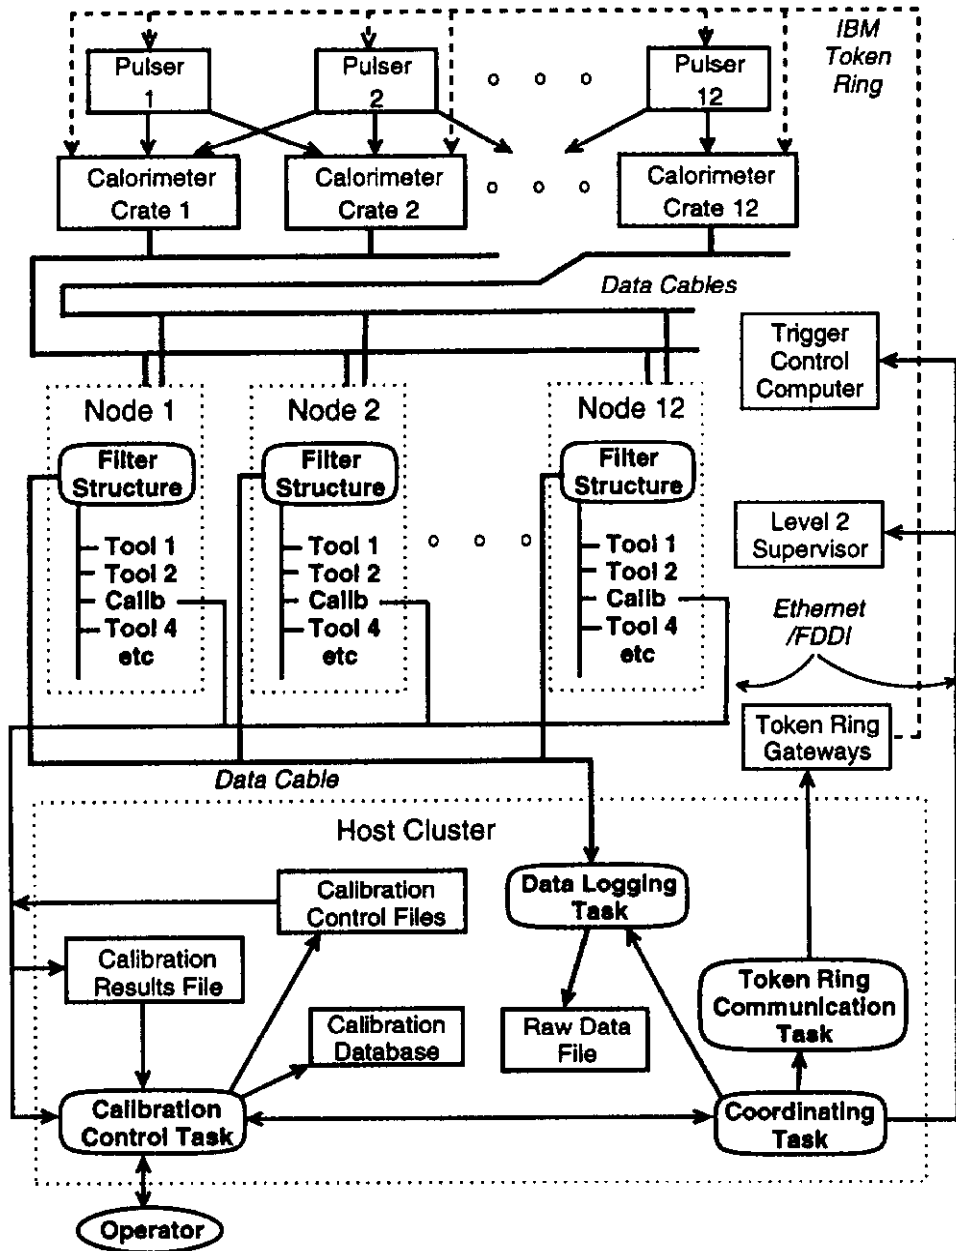 IBM
Token
Ring
Pulser
1
Pulser
2
Pulser
12
Calorimeter
Crate 1
Calorimeter
Crate 2
Calorimeter
Crate 12
Data Cables
Trigger
Control
Computer
Node 1
Node 2
Node 12
Filter
Structure
Filter
Structure
Filter
Structure
Tool 1
Tool 2
Calib
Tool 4
etc
Tool 1
Tool 2
Calib
Tool 4
etc
Tool 1
Tool 2
Calib
Tool 4
etc
Level 2
Supervisor
Ethernet
/FDDI
Token Ring
Gateways
Data Cable
Host Cluster
Calibration
Control Files
Data Logging
Task
Calibration
Results File
Token Ring
Communication
Task
Calibration
Database
Raw Data
File
Calibration
Control Task
Coordinating
Task
Operator